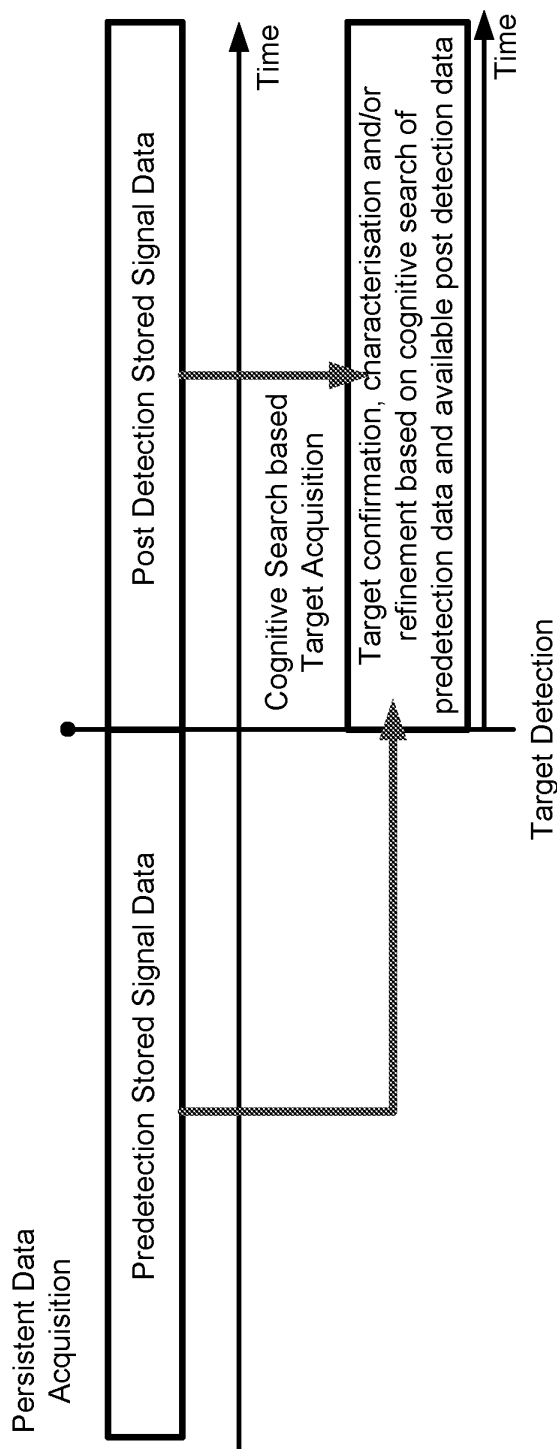 Persistent Data
Acquisition
Predetection Stored Signal Data
Post Detection Stored Signal Data
Time
Cognitive Search based
Target Acquisition
Target confirmation, characterisation and/or
refinement based on cognitive search of
predetection data and available post detection data
Time
Target Detection